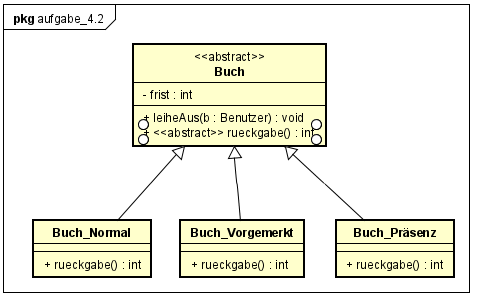 pkg aufgabe_4.2
<<abstract>>
Buch
- frist : int
+ leiheAus(b : Benutzer) : void
+ <<abstract>> rueckgabe() : int
Buch_Normal
+ rueckgabe() : int
Buch_Vorgemerkt
+ rueckgabe() : int
Buch_Präsenz
+ rueckgabe() : int